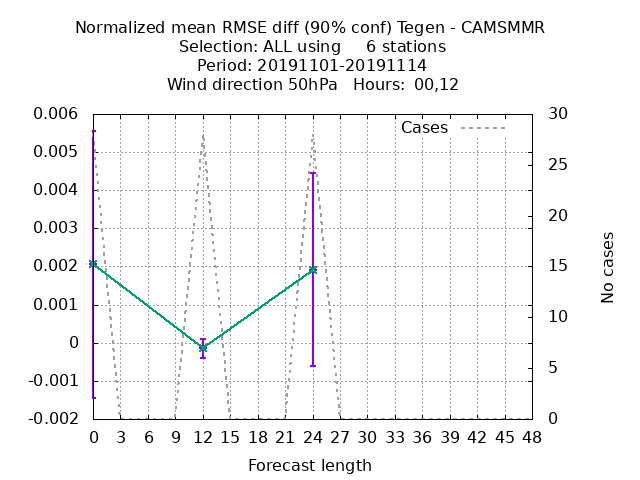 Normalized mean RMSE diff (90% conf) Tegen - CAMSMMR
Selection: ALL using     6 stations
Period: 20191101-20191114
Wind direction 50hPa   Hours:  00,12
Cases
0.006
0.005
0.004
0.003
0.002
0.001
0
-0.001
-0.002
30
25
20
15
10
5
0
No cases
0 3 6 9 12 15 18 21 24 27 30 33 36 39 42 45 48
Forecast length